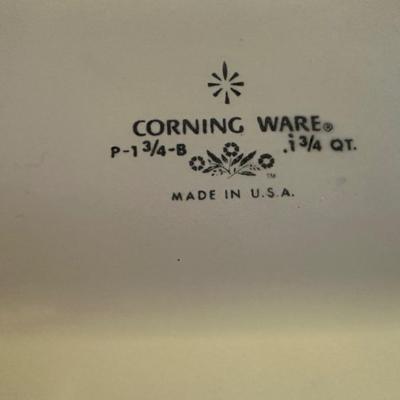 CORNING WARE®
P-1 3/4-B .1 3/4 QT.
™
MADE IN U.S.A.